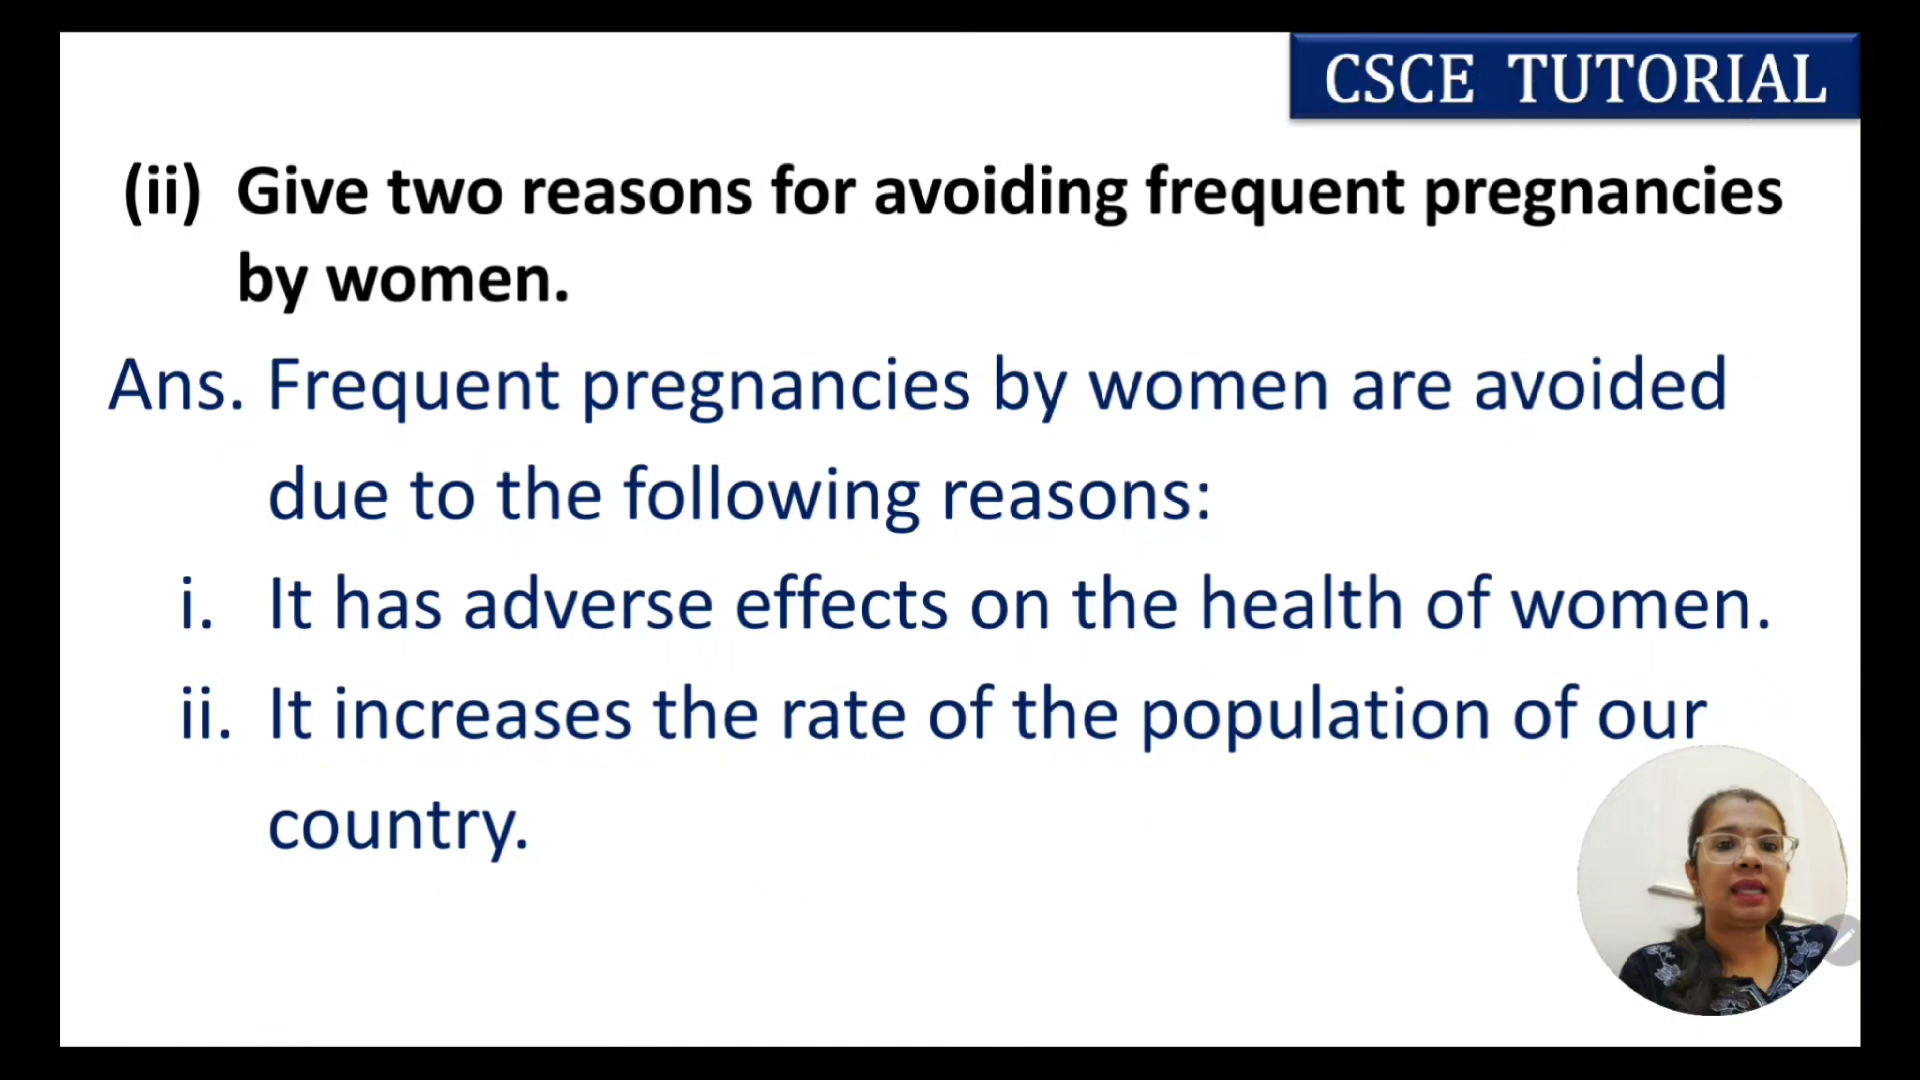 CSCE TUTORIAL
(ii) Give two reasons for avoiding frequent pregnancies
by women.
Ans. Frequent pregnancies by women are avoided
due to the following reasons:
i. It has adverse effects on the health of women.
ii. It increases the rate of the population of our
country.